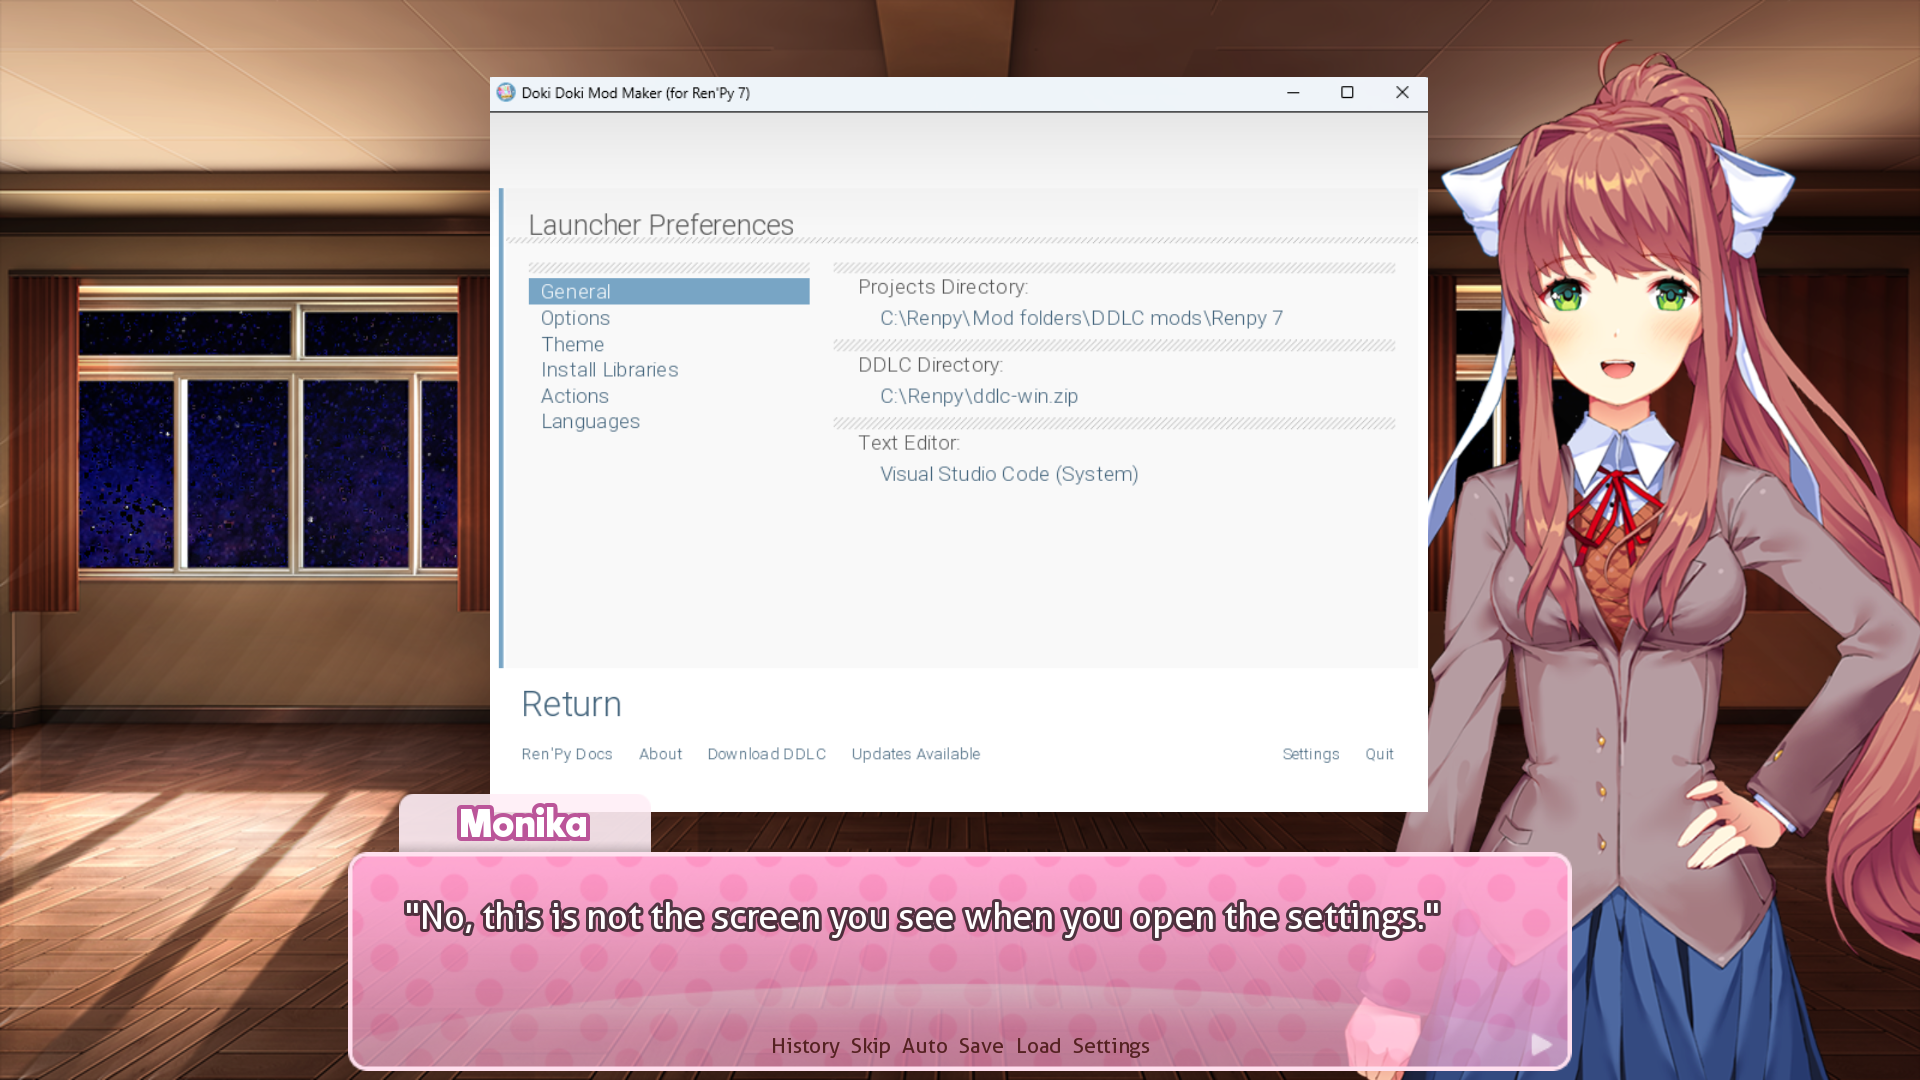 Doki Doki Mod Maker (for Ren'Py 7)
Launcher Preferences
General
Options
Theme
Install Libraries
Actions
Languages
Projects Directory:
C:\Renpy\Mod folders\DDLC mods\Renpy 7
DDLC Directory:
C:\Renpy\ddlc-win.zip
Text Editor:
Visual Studio Code (System)
Return
Ren'Py Docs About Download DDLC Updates Available Settings Quit
Monika
"No, this is not the screen you see when you open the settings."
History Skip Auto Save Load Settings